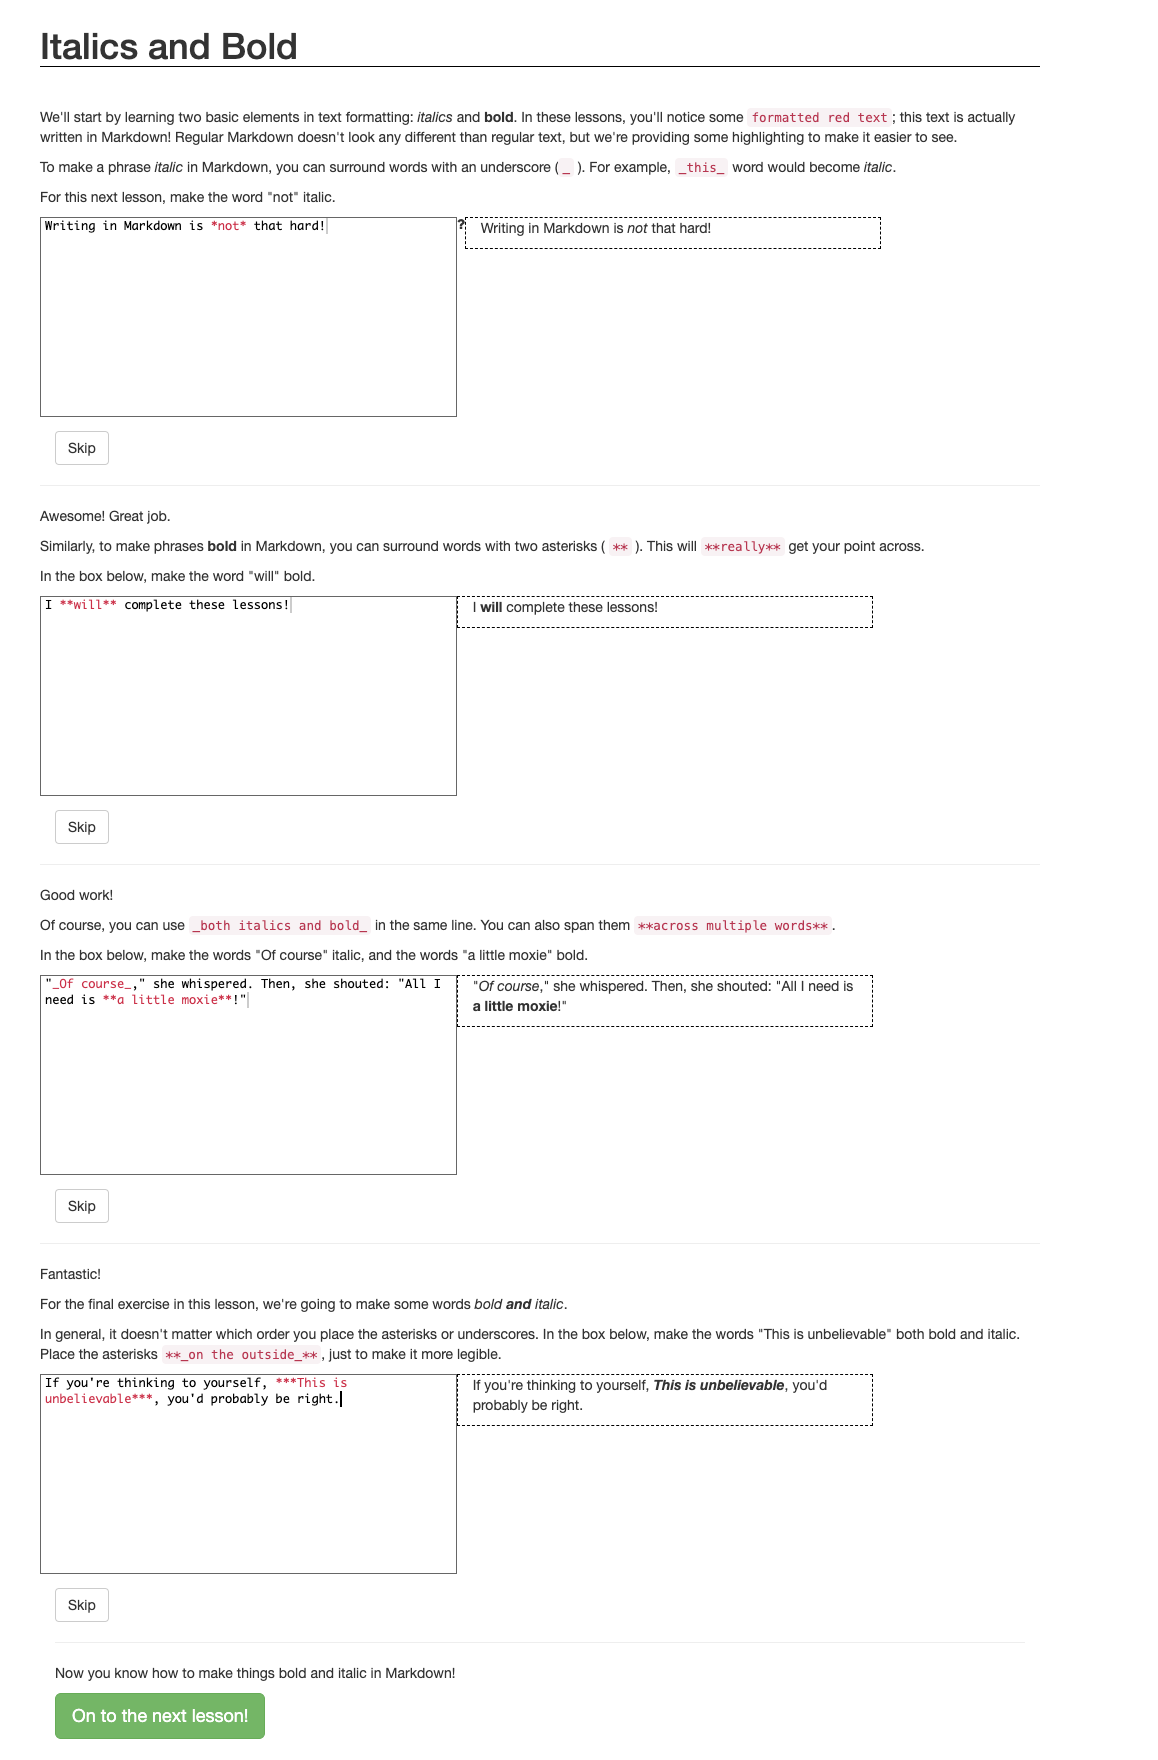 Italics and Bold
We'll start by learning two basic elements in text formatting: italics and bold. In these lessons, you'll notice some formatted red text ; this text is actually
written in Markdown! Regular Markdown doesn't look any different than regular text, but we're providing some highlighting to make it easier to see.
To make a phrase italic in Markdown, you can surround words with an underscore ( _ ). For example, _this_ word would become italic.
For this next lesson, make the word "not" italic.
Writing in Markdown is *not* that hard!
?
Writing in Markdown is not that hard!
Skip
Awesome! Great job.
Similarly, to make phrases bold in Markdown, you can surround words with two asterisks ( ** ). This will **really** get your point across.
In the box below, make the word "will" bold.
I **will** complete these lessons!
I will complete these lessons!
Skip
Good work!
Of course, you can use _both italics and bold_ in the same line. You can also span them **across multiple words** .
In the box below, make the words "Of course" italic, and the words "a little moxie" bold.
"_Of course_," she whispered. Then, she shouted: "All I
need is **a little moxie**!"
"Of course," she whispered. Then, she shouted: "All I need is
a little moxie!"
Skip
Fantastic!
For the final exercise in this lesson, we're going to make some words bold and italic.
In general, it doesn't matter which order you place the asterisks or underscores. In the box below, make the words "This is unbelievable" both bold and italic.
Place the asterisks **_on the outside_** , just to make it more legible.
If you're thinking to yourself, ***This is
unbelievable***, you'd probably be right.
If you're thinking to yourself, This is unbelievable, you'd
probably be right.
Skip
Now you know how to make things bold and italic in Markdown!
On to the next lesson!